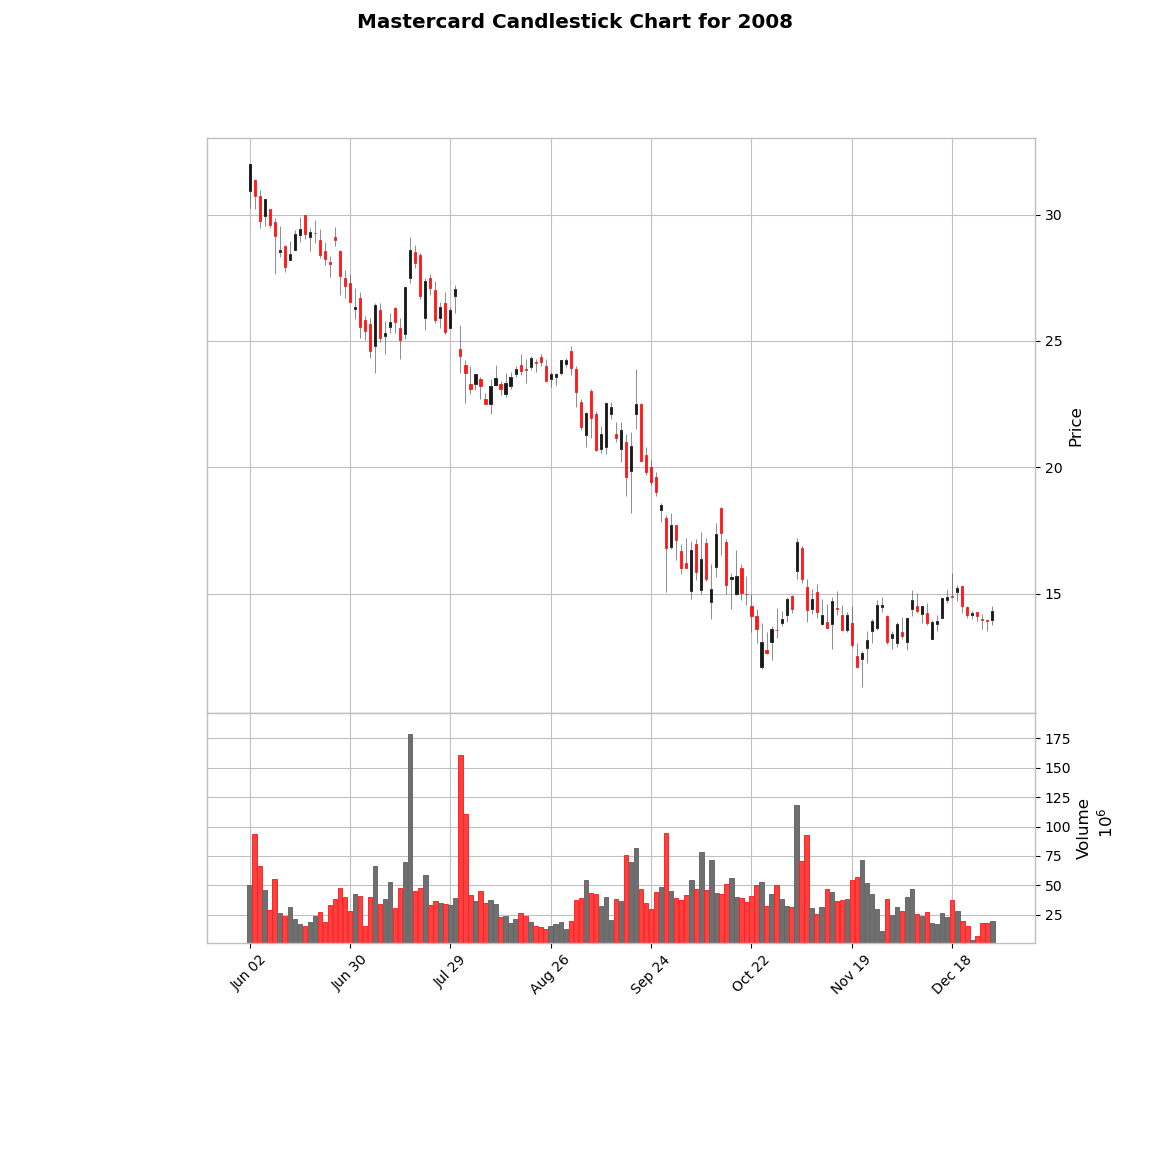 Mastercard Candlestick Chart for 2008
30
25
20
15
Price
175
150
125
100
75
50
25
Volume
10⁶
Jun 02
Jun 30
Jul 29
Aug 26
Sep 24
Oct 22
Nov 19
Dec 18